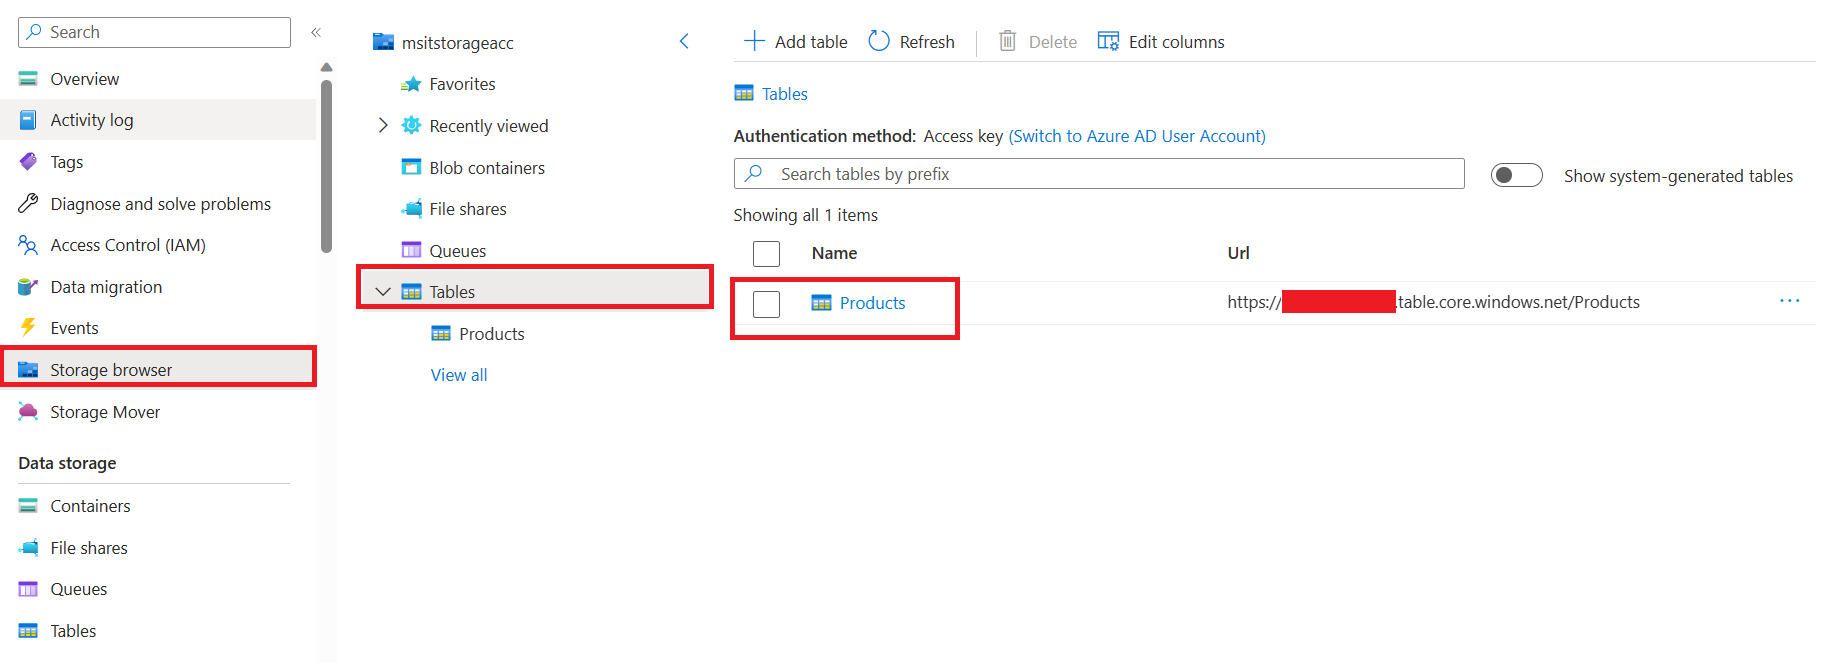 Search
«
Overview
Activity log
Tags
Diagnose and solve problems
Access Control (IAM)
Data migration
Events
Storage browser
Storage Mover
Data storage
Containers
File shares
Queues
Tables
msitstorageacc
Favorites
Recently viewed
Blob containers
File shares
Queues
Tables
Products
View all
Add table
Refresh
Delete
Edit columns
Tables
Authentication method: Access key (Switch to Azure AD User Account)
Search tables by prefix
Show system-generated tables
Showing all 1 items
Name
Url
Products
https:// .table.core.windows.net/Products
...